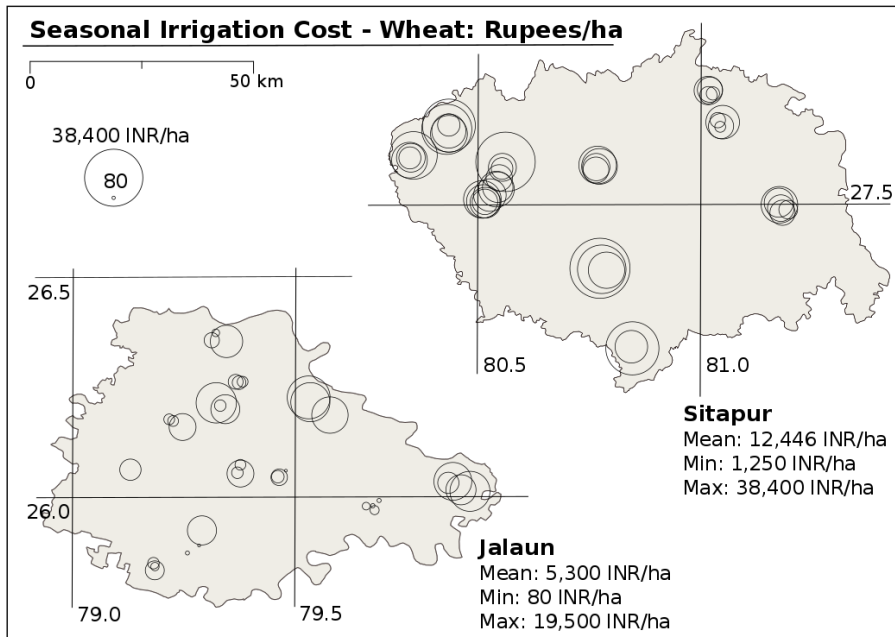 Seasonal Irrigation Cost - Wheat: Rupees/ha
0 50 km
38,400 INR/ha
80
27.5
26.5
80.5 81.0
Sitapur
Mean: 12,446 INR/ha
Min: 1,250 INR/ha
Max: 38,400 INR/ha
26.0
Jalaun
Mean: 5,300 INR/ha
Min: 80 INR/ha
Max: 19,500 INR/ha
79.0 79.5